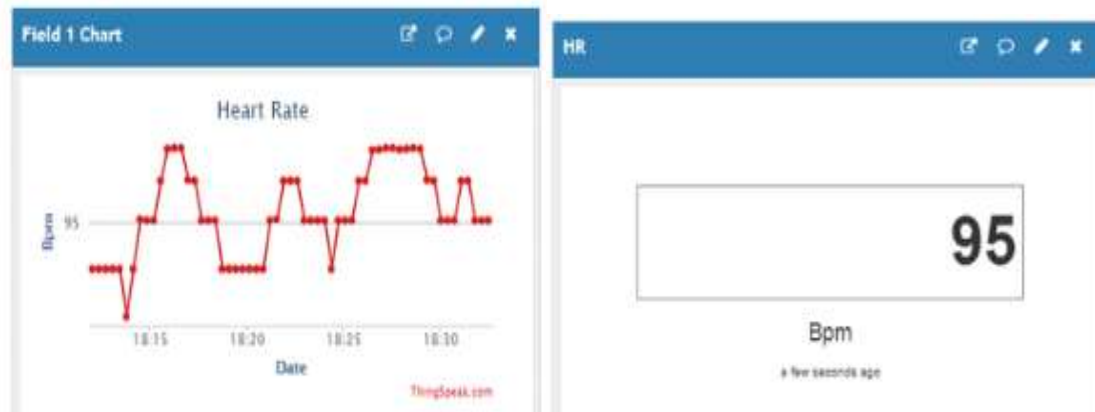 Field 1 Chart
Heart Rate
Bpm
95
18:15 18:20 18:25 18:30
Date
ThingSpeak.com
HR
95
Bpm
a few seconds ago